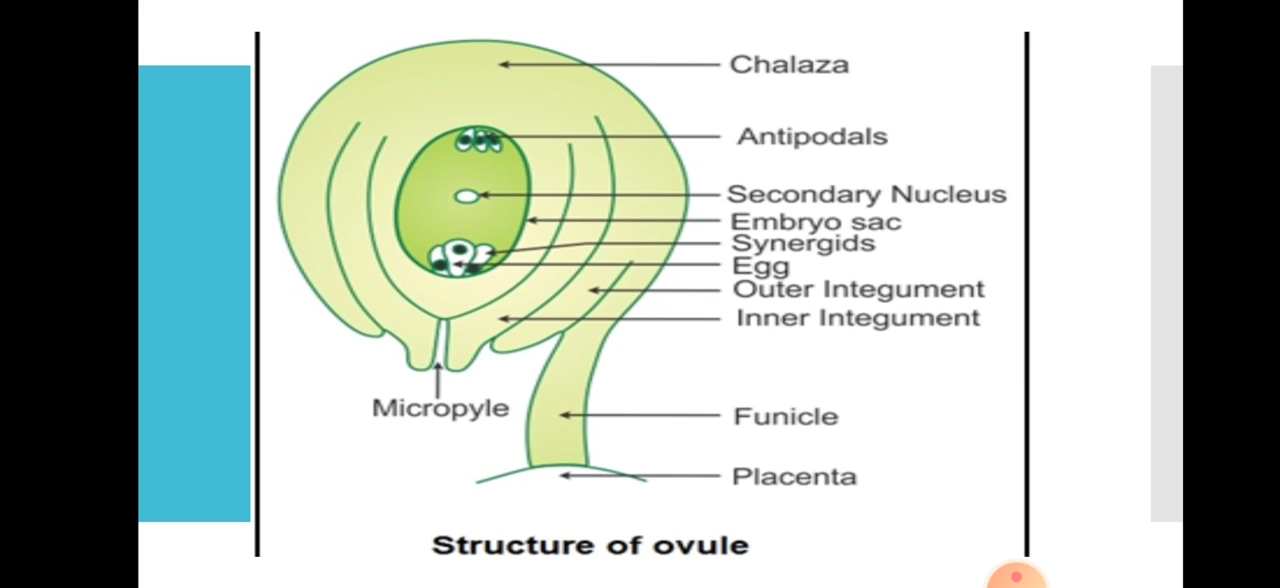 Chalaza
Antipodals
Secondary Nucleus
Embryo sac
Synergids
Egg
Outer Integument
Inner Integument
Micropyle
Funicle
Placenta
Structure of ovule